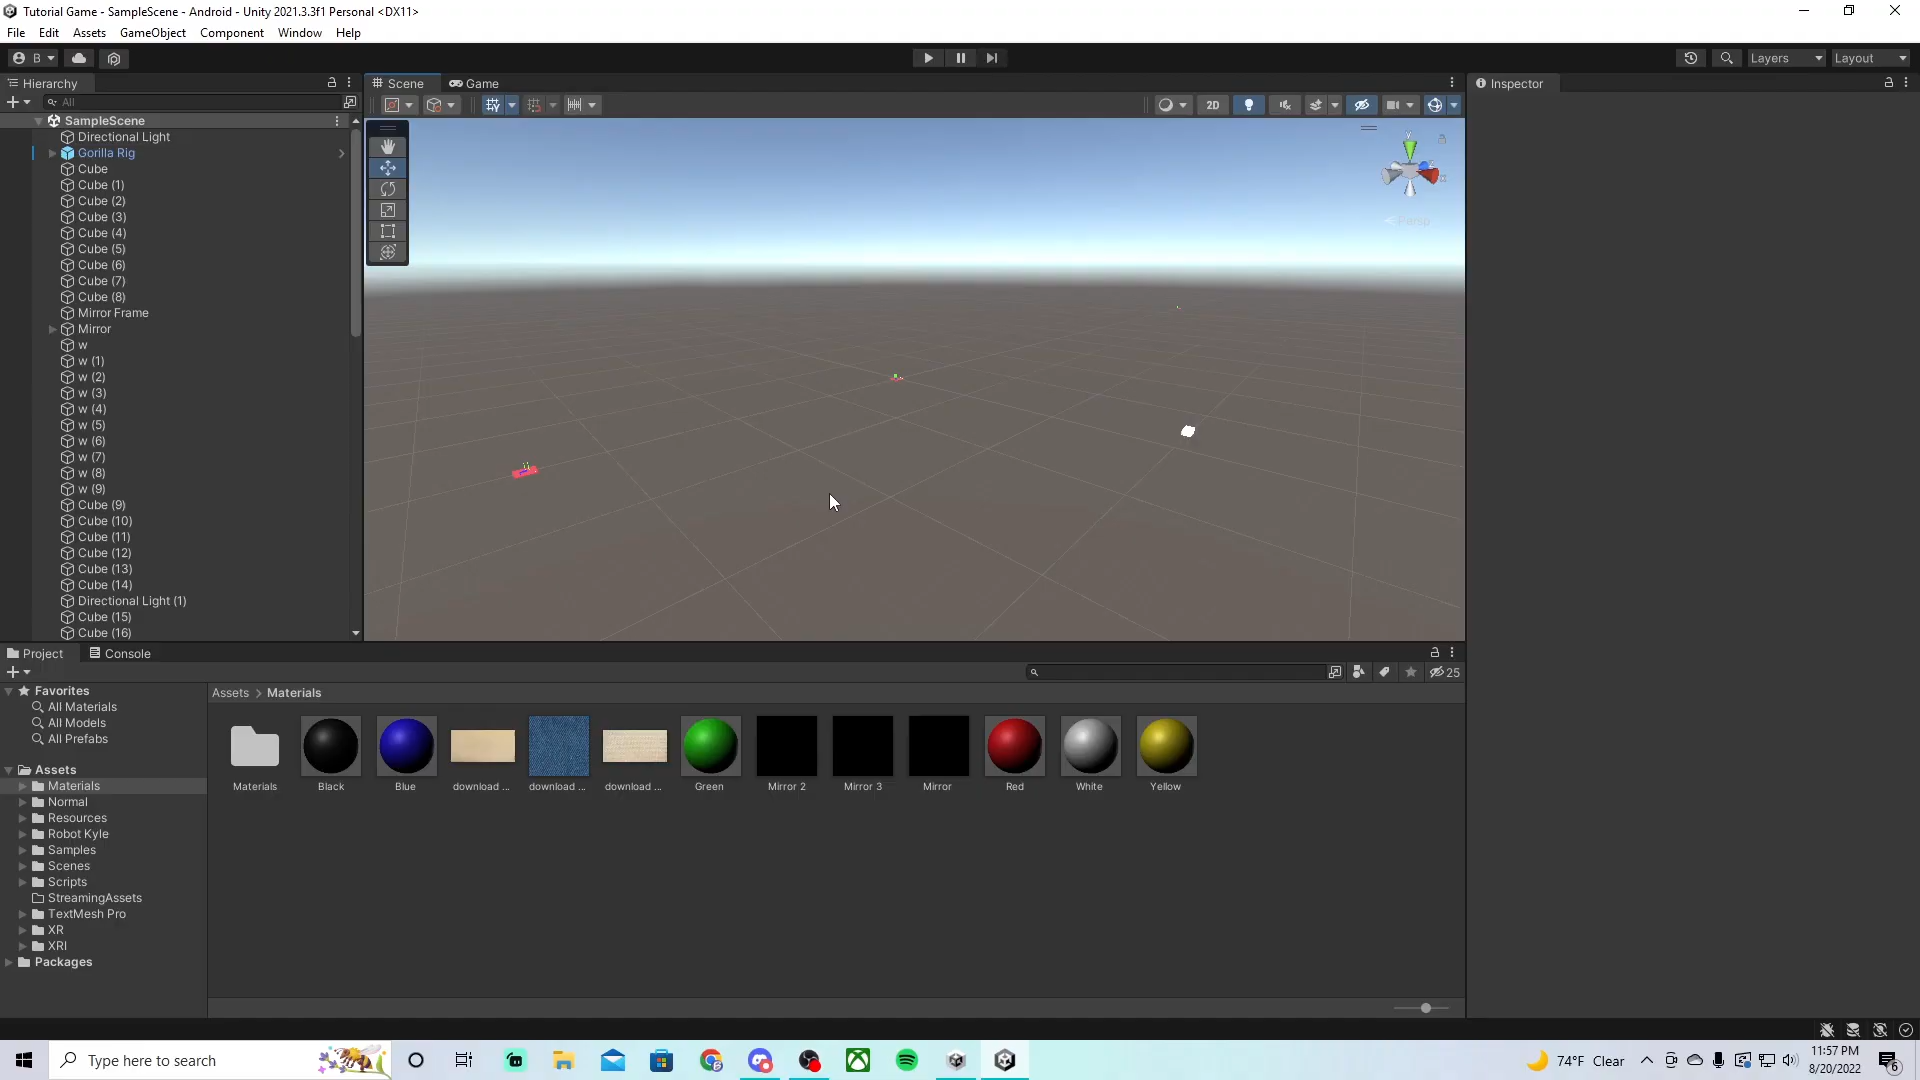 Tutorial Game - SampleScene - Android - Unity 2021.3.3f1 Personal <DX11>
File Edit Assets GameObject Component Window Help
B
Layers
Layout
Hierarchy
Scene
Game
Inspector
All
2D
SampleScene
Directional Light
Gorilla Rig
Cube
Cube (1)
Cube (2)
Cube (3)
Cube (4)
Cube (5)
Cube (6)
Cube (7)
Cube (8)
Mirror Frame
Mirror
w
w (1)
w (2)
w (3)
w (4)
w (5)
w (6)
w (7)
w (8)
w (9)
Cube (9)
Cube (10)
Cube (11)
Cube (12)
Cube (13)
Cube (14)
Directional Light (1)
Cube (15)
Cube (16)
y
z
x
Persp
Project
Console
25
Favorites
All Materials
All Models
All Prefabs
Assets
Materials
Normal
Resources
Robot Kyle
Samples
Scenes
Scripts
StreamingAssets
TextMesh Pro
XR
XRI
Packages
Assets > Materials
Materials
Black
Blue
download ...
download ...
download ...
Green
Mirror 2
Mirror 3
Mirror
Red
White
Yellow
Type here to search
74°F Clear
11:57 PM
8/20/2022
6